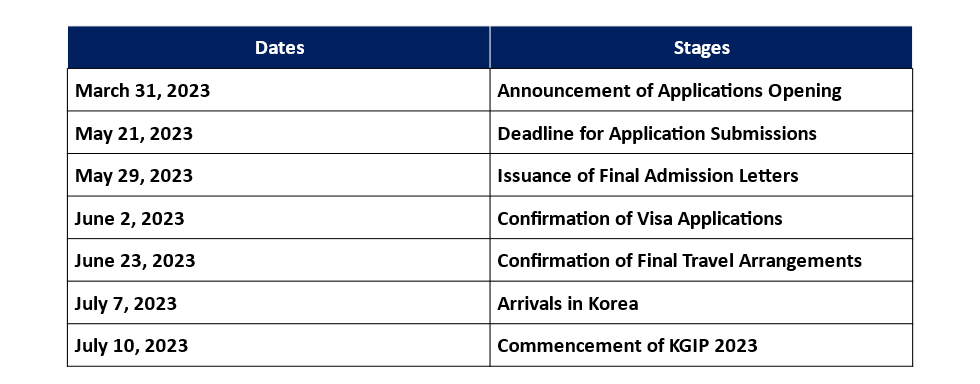 Dates Stages
March 31, 2023 Announcement of Applications Opening
May 21, 2023 Deadline for Application Submissions
May 29, 2023 Issuance of Final Admission Letters
June 2, 2023 Confirmation of Visa Applications
June 23, 2023 Confirmation of Final Travel Arrangements
July 7, 2023 Arrivals in Korea
July 10, 2023 Commencement of KGIP 2023